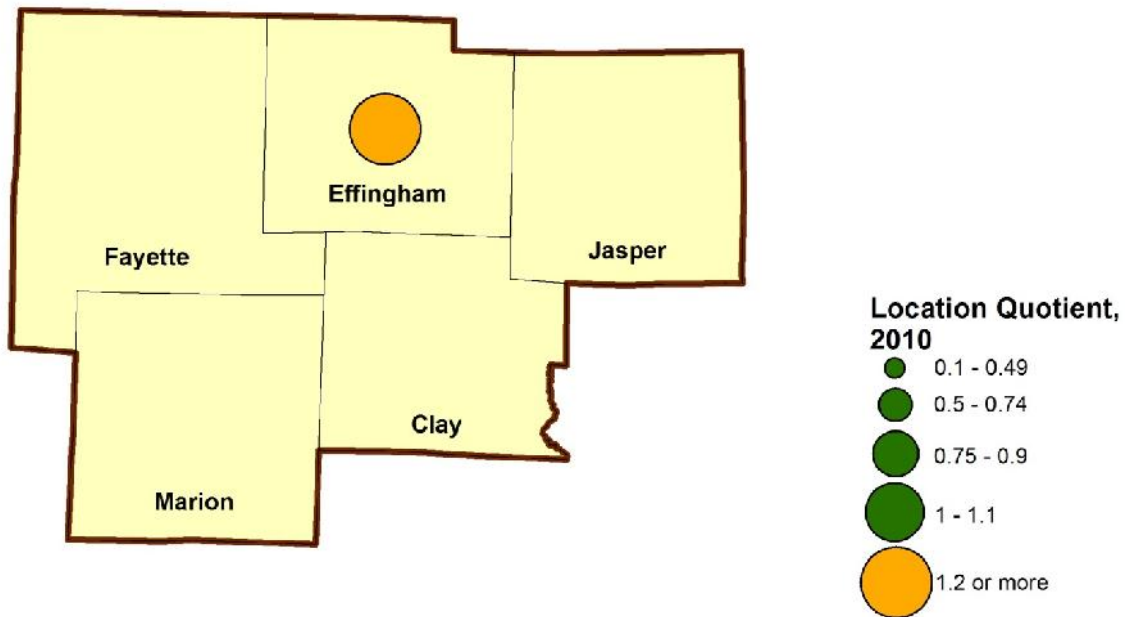 Effingham
Fayette
Jasper
Clay
Marion
Location Quotient,
2010
0.1 - 0.49
0.5 - 0.74
0.75 - 0.9
1 - 1.1
1.2 or more